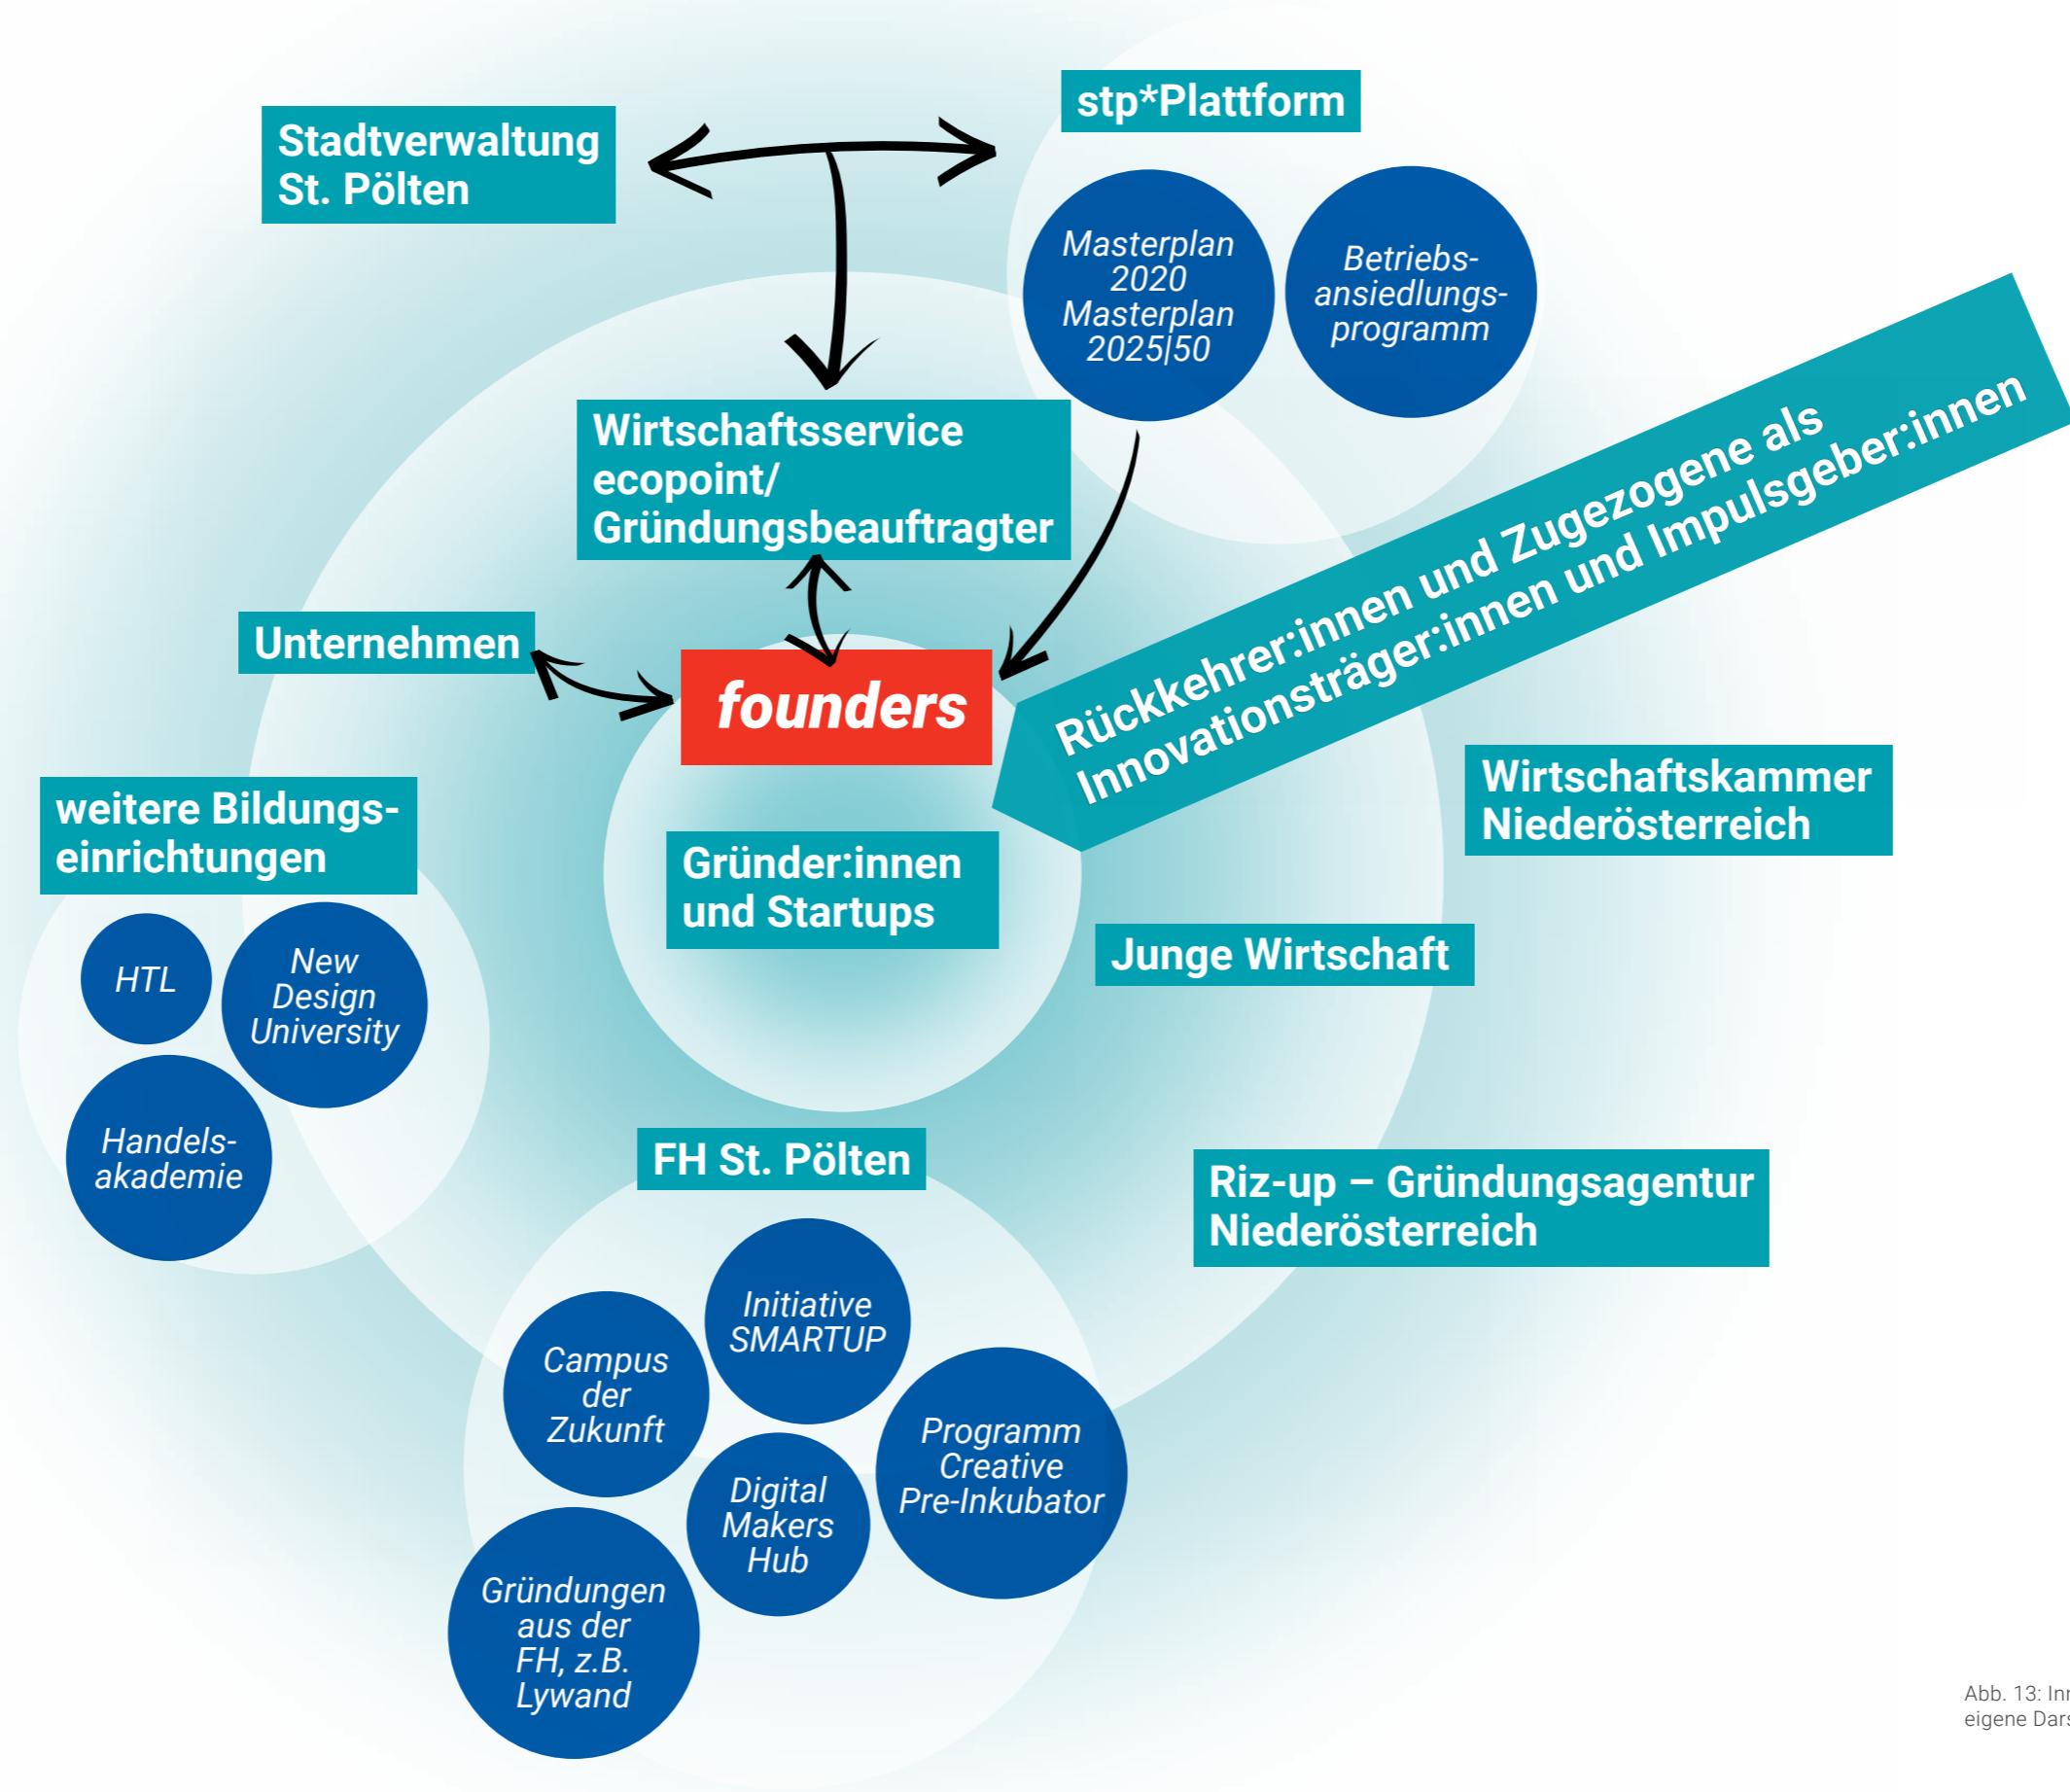 stp*Plattform
Stadtverwaltung
St. Pölten
Masterplan
2020
Masterplan
2025|50
Betriebs-
ansiedlungs-
programm
Wirtschaftsservice
ecopoint/
Gründungsbeauftragter
Rückkehrer:innen und Zugezogene als
Innovationsträger:innen und Impulsgeber:innen
Unternehmen
founders
Wirtschaftskammer
Niederösterreich
weitere Bildungs-
einrichtungen
Gründer:innen
und Startups
Junge Wirtschaft
HTL
New
Design
University
Handels-
akademie
FH St. Pölten
Riz-up – Gründungsagentur
Niederösterreich
Initiative
SMARTUP
Campus
der
Zukunft
Programm
Creative
Pre-Inkubator
Digital
Makers
Hub
Gründungen
aus der
FH, z.B.
Lywand
Abb. 13:
eigene